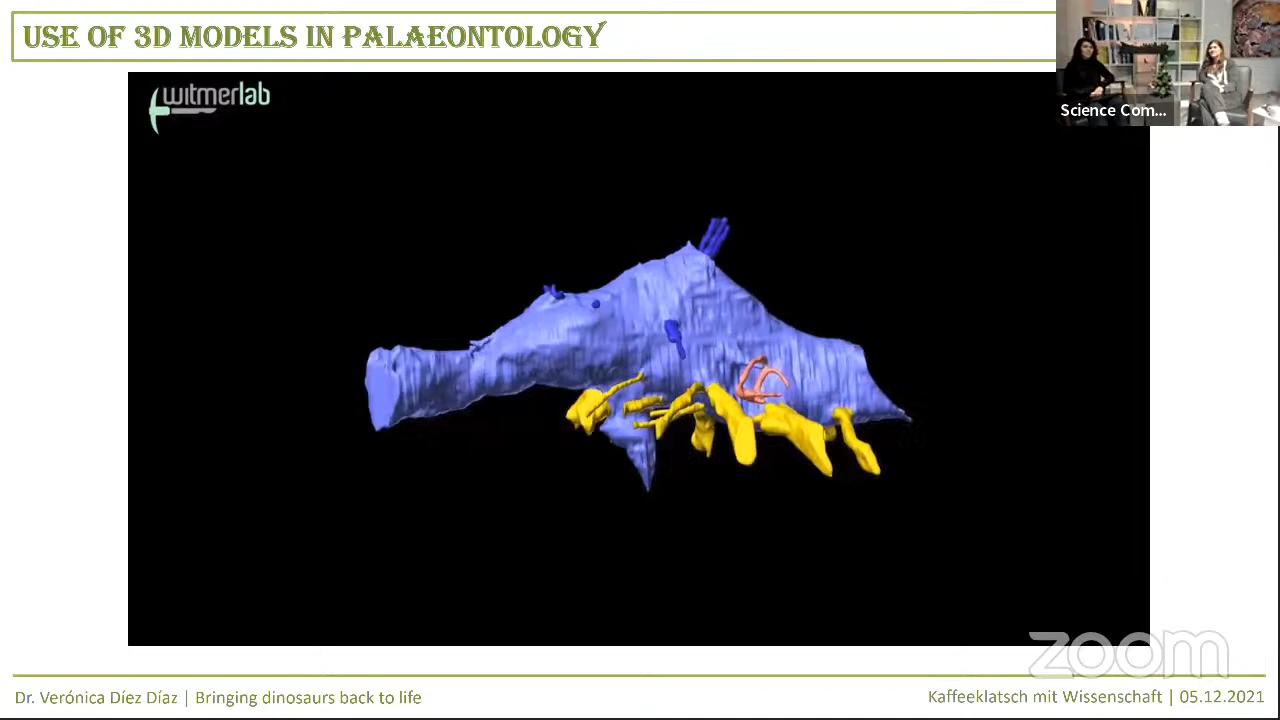 USE OF 3D MODELS IN PALAEONTOLOGY
witmerlab
Science Com...
zoom
Dr. Verónica Díez Díaz | Bringing dinosaurs back to life
Kaffeeklatsch mit Wissenschaft | 05.12.2021